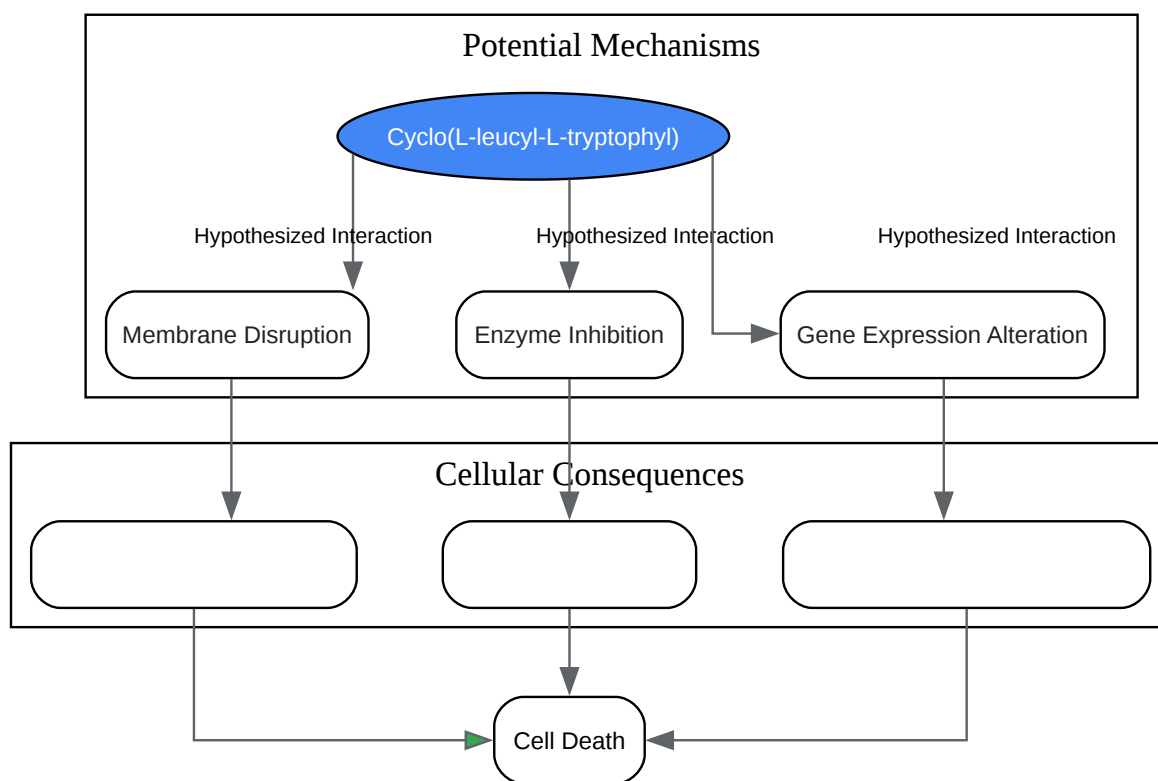 Potential Mechanisms
Cyclo(L-leucyl-L-tryptophyl)
Hypothesized Interaction
Hypothesized Interaction
Hypothesized Interaction
Membrane Disruption
Enzyme Inhibition
Gene Expression Alteration
Cellular Consequences
Cell Death